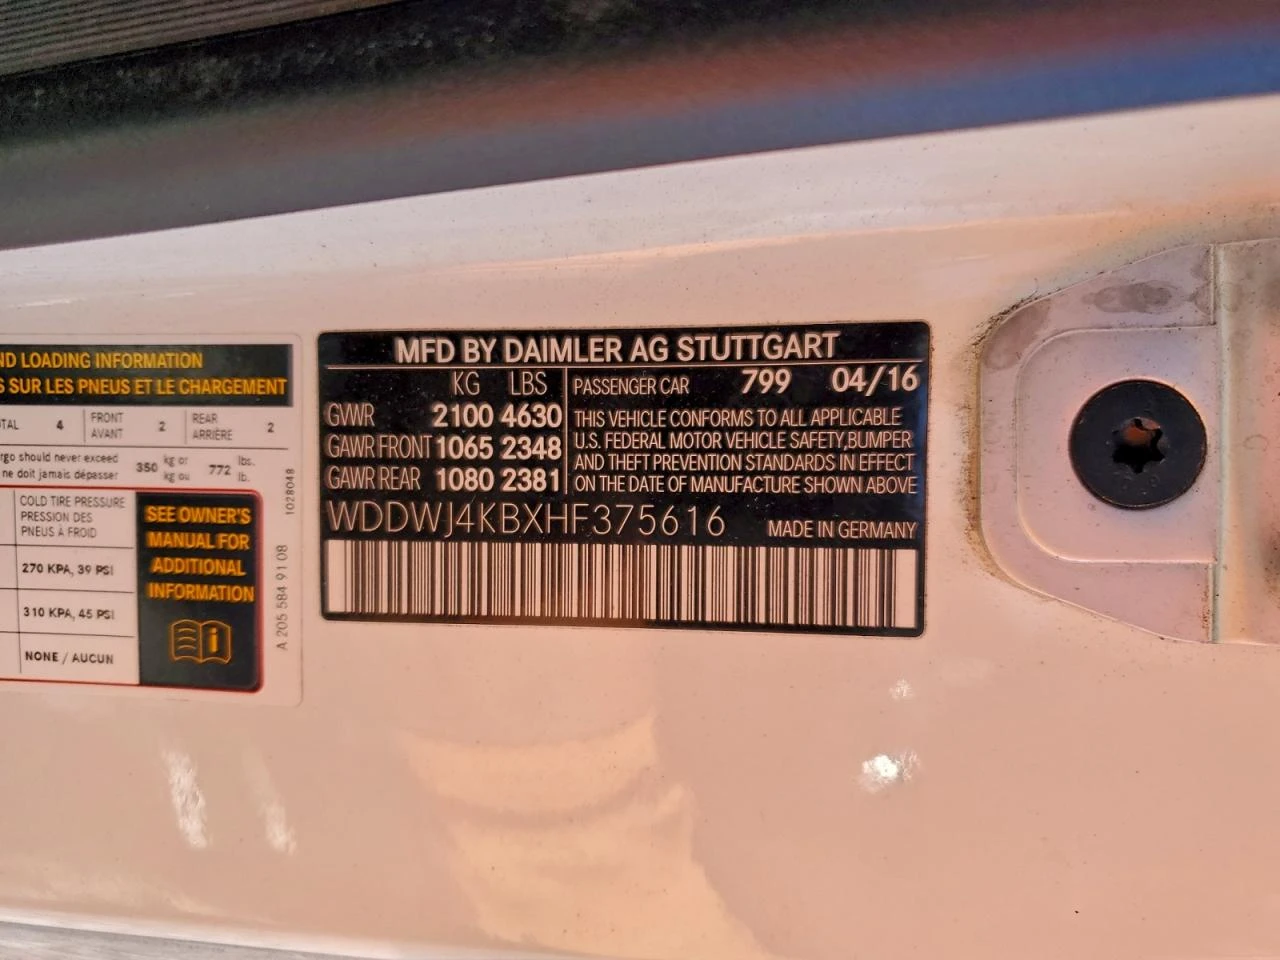 ND LOADING INFORMATION
S SUR LES PNEUS ET LE CHARGEMENT
TAL 4 FRONT AVANT 2 REAR ARRIÈRE 2
rgo should never exceed 350 kg or 772 lbs.
ne doit jamais dépasser kg ou lb.
COLD TIRE PRESSURE
PRESSION DES
PNEUS À FROID
270 KPA, 39 PSI
310 KPA, 45 PSI
NONE / AUCUN
SEE OWNER'S
MANUAL FOR
ADDITIONAL
INFORMATION
1028048
A 205 584 91 08
MFD BY DAIMLER AG STUTTGART
KG LBS
GVWR 2100 4630
GAWR FRONT 1065 2348
GAWR REAR 1080 2381
PASSENGER CAR 799 04/16
THIS VEHICLE CONFORMS TO ALL APPLICABLE
U.S. FEDERAL MOTOR VEHICLE SAFETY,BUMPER
AND THEFT PREVENTION STANDARDS IN EFFECT
ON THE DATE OF MANUFACTURE SHOWN ABOVE
WDDWJ4KBXHF375616 MADE IN GERMANY